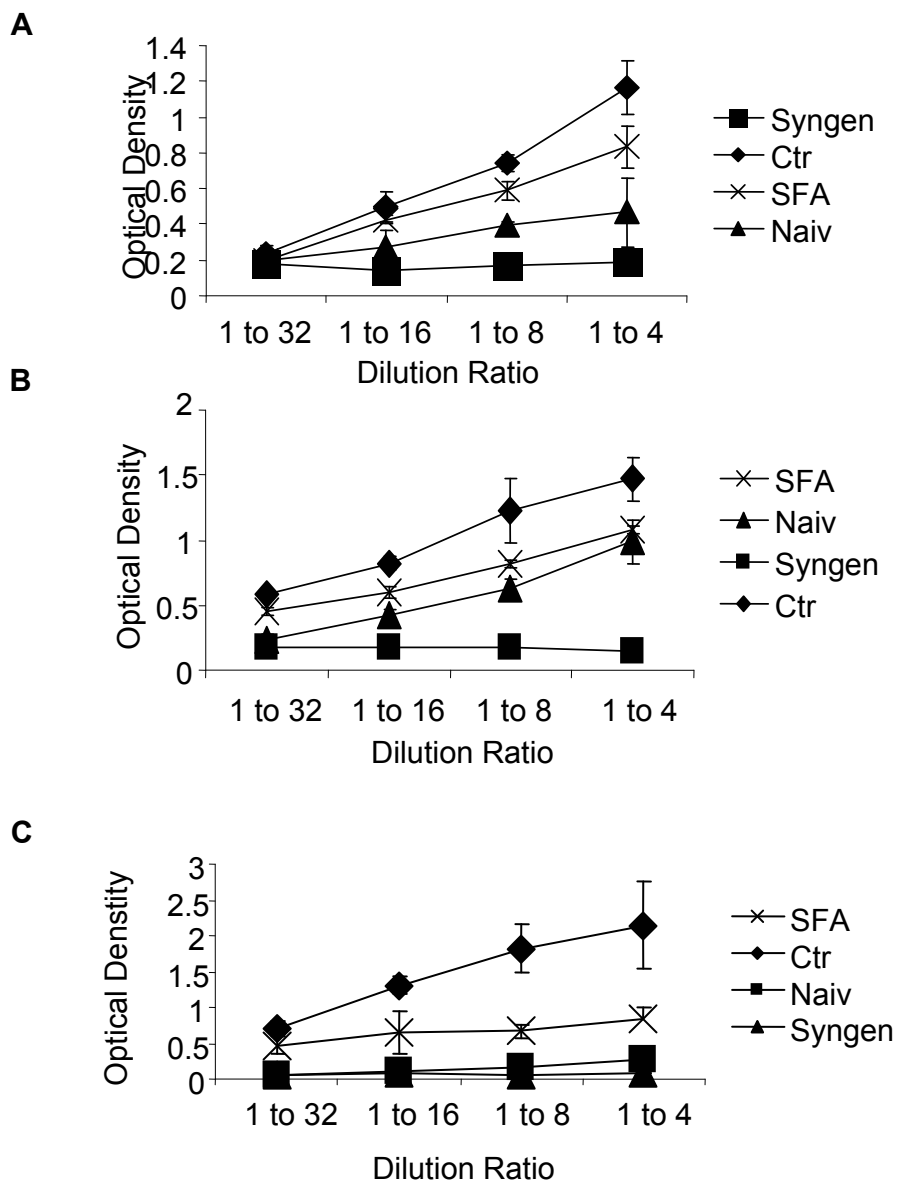 A
Optical Density
1.4
1.2
1
0.8
0.6
0.4
0.2
0
1 to 32 1 to 16 1 to 8 1 to 4
Dilution Ratio
Syngen
Ctr
SFA
Naiv
B
Optical Density
2
1.5
1
0.5
0
1 to 32 1 to 16 1 to 8 1 to 4
Dilution Ratio
SFA
Naiv
Syngen
Ctr
C
Optical Denstity
3
2.5
2
1.5
1
0.5
0
1 to 32 1 to 16 1 to 8 1 to 4
Dilution Ratio
SFA
Ctr
Naiv
Syngen